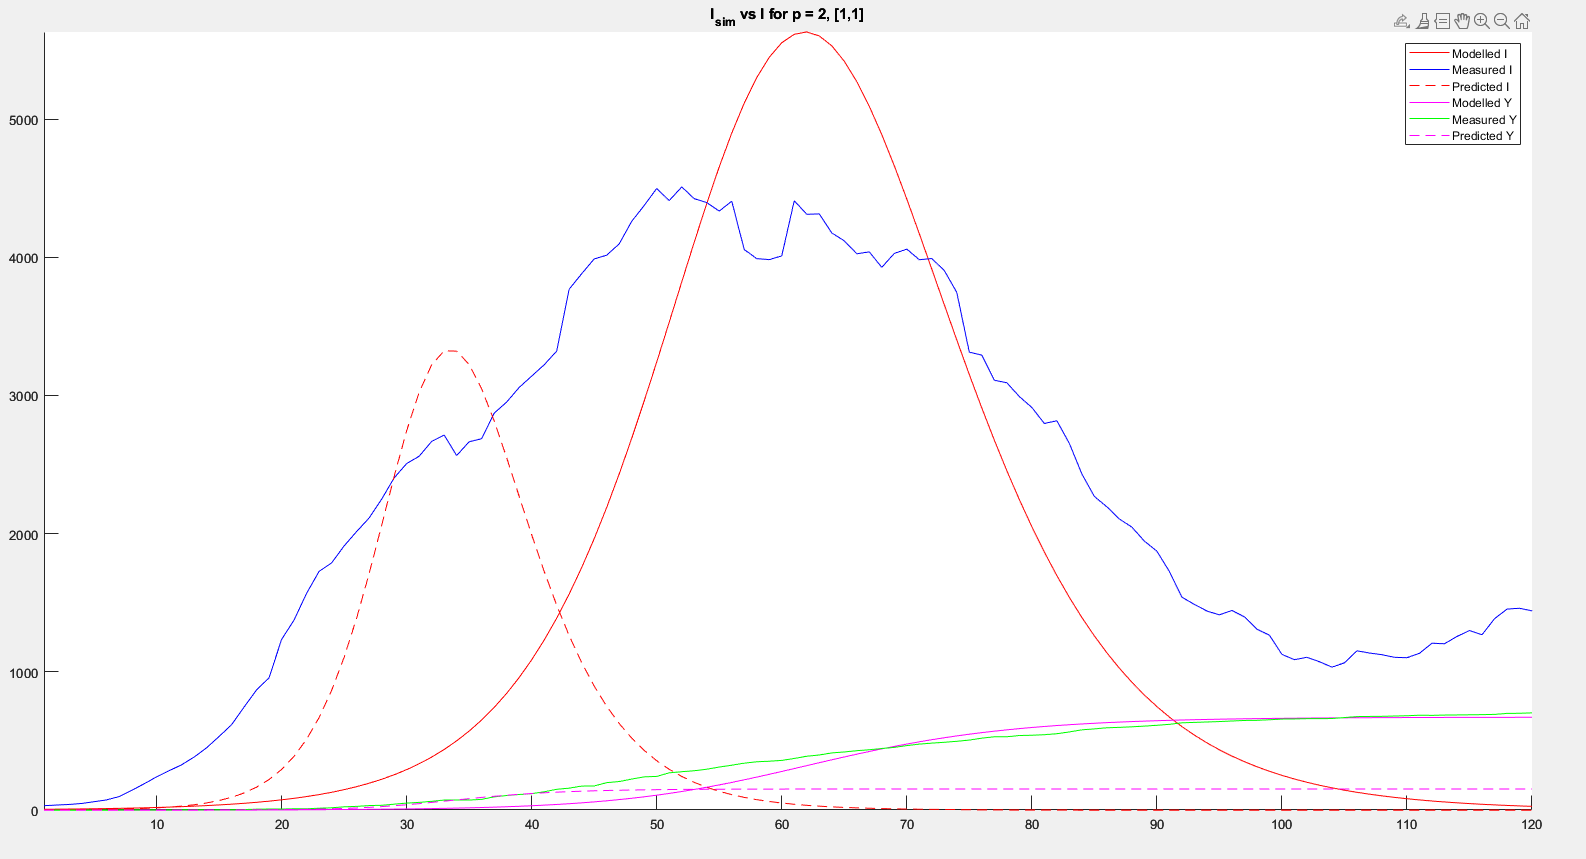 I_sim vs I for p = 2, [1,1]
Modelled I
Measured I
Predicted I
Modelled Y
Measured Y
Predicted Y
5000
4000
3000
2000
1000
0
10 20 30 40 50 60 70 80 90 100 110 120